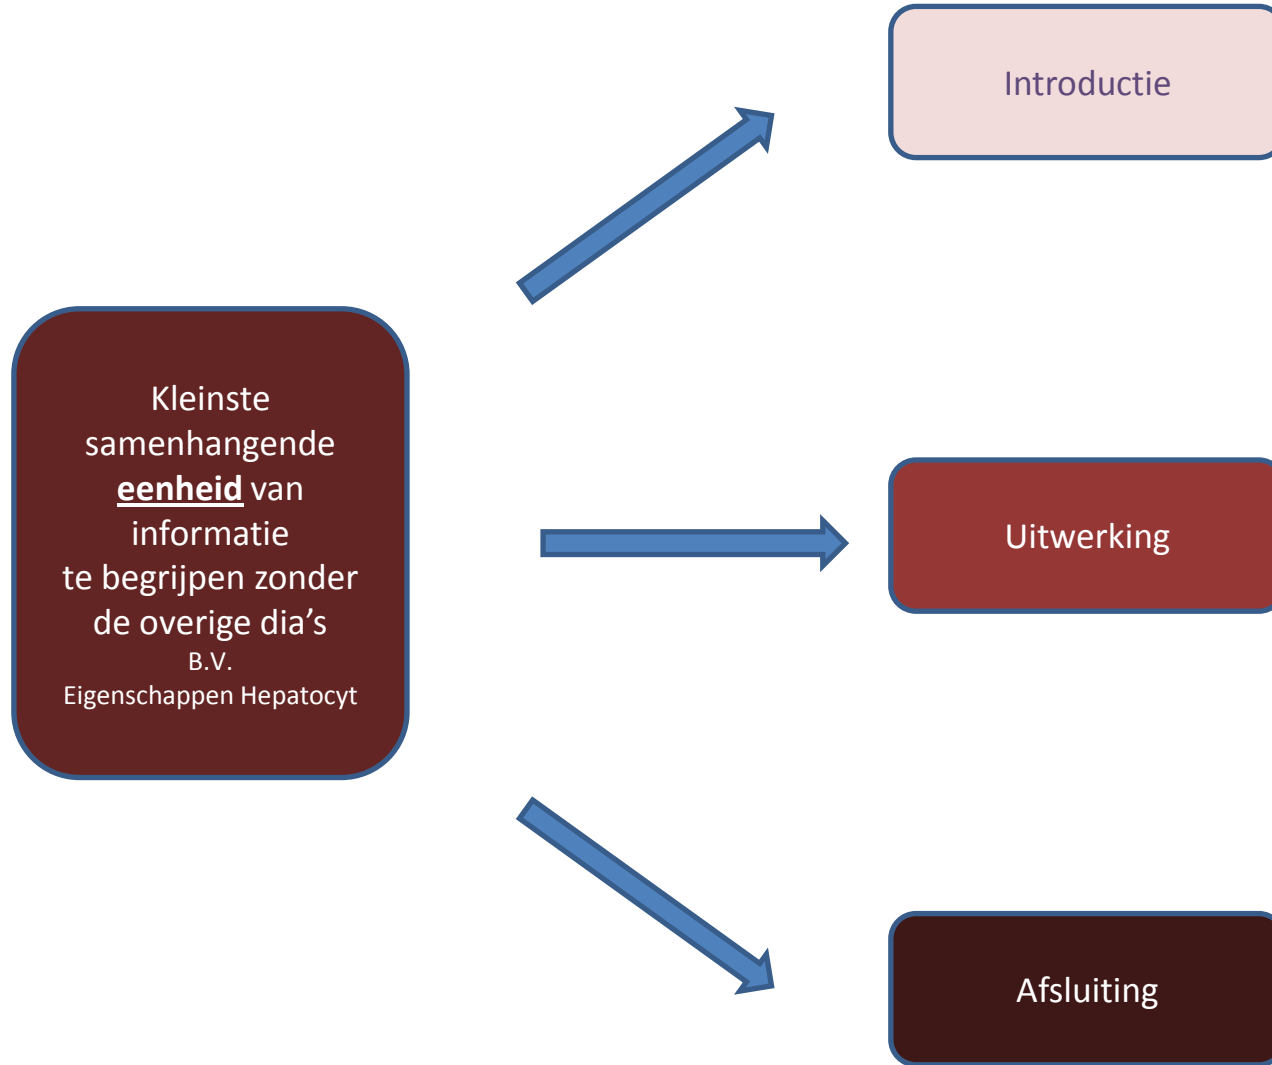 Introductie
Kleinste
samenhangende
eenheid van
informatie
te begrijpen zonder
de overige dia’s
B.V.
Eigenschappen Hepatocyt
Uitwerking
Afsluiting